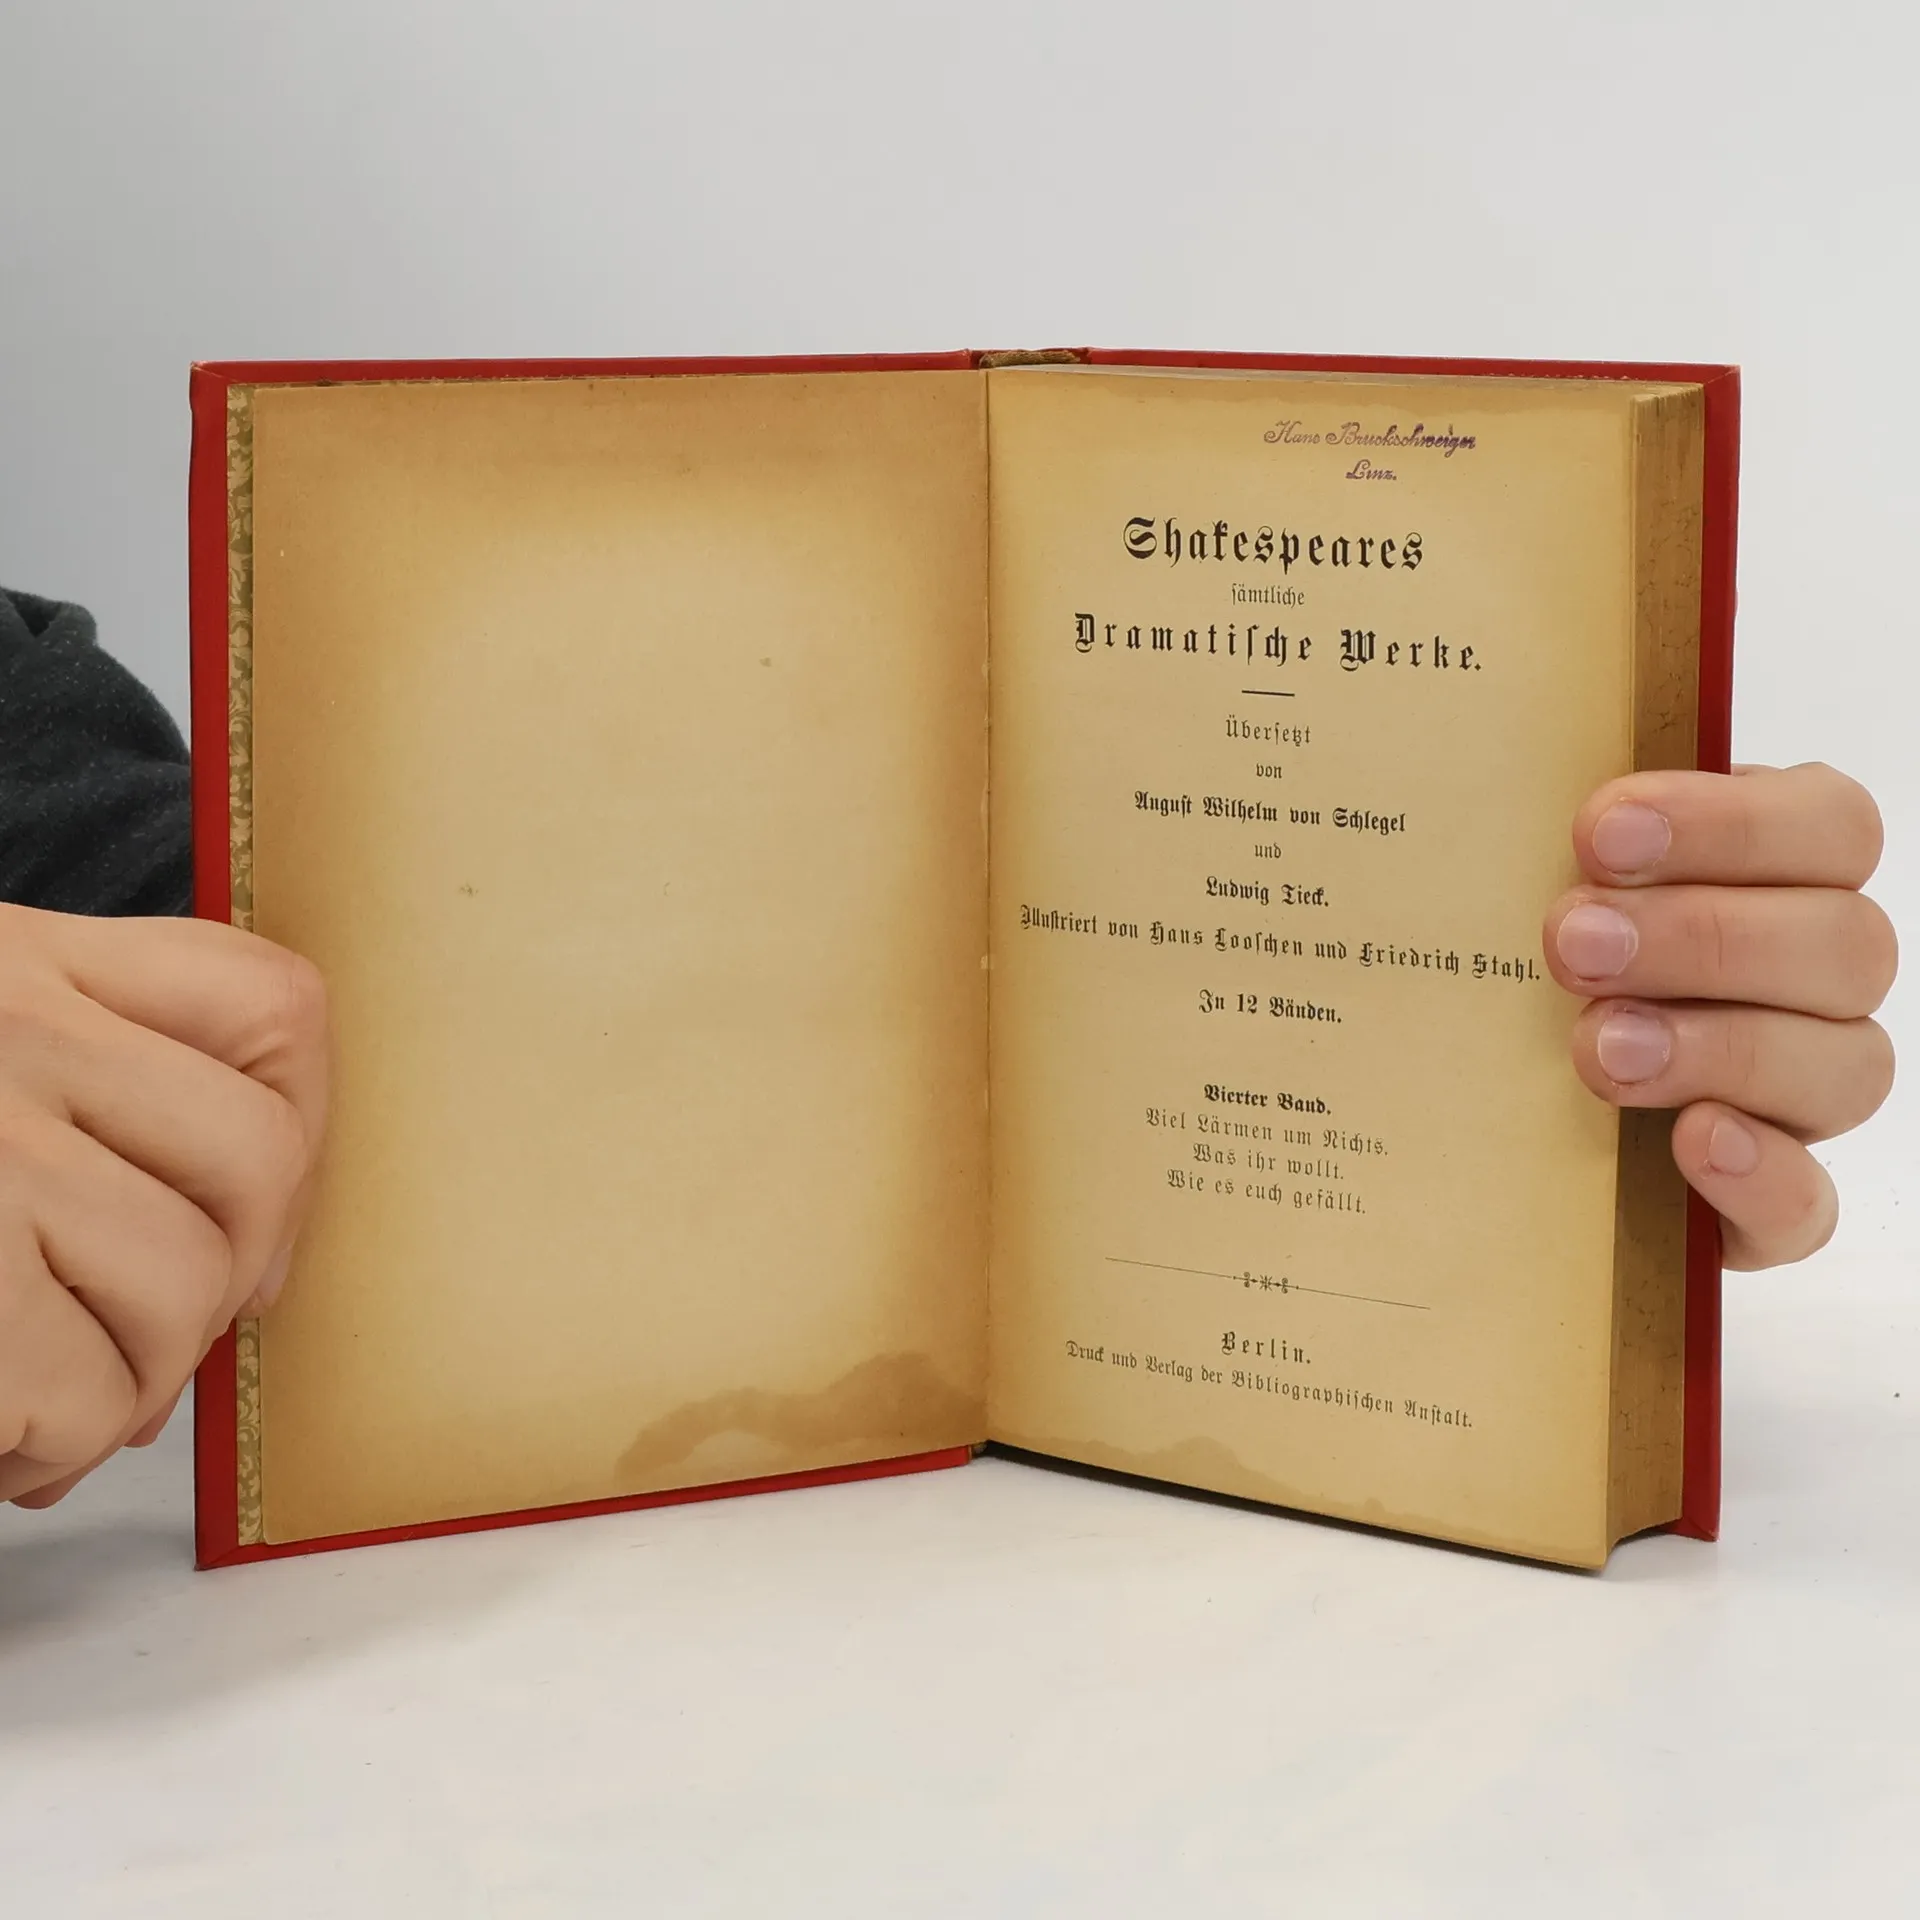 Hans Bruckschweiger
Linz.
Shakespeares
sämtliche
Dramatische Werke.
Übersetzt
von
August Wilhelm von Schlegel
und
Ludwig Tieck.
Illustriert von Hans Looschen und Friedrich Stahl.
In 12 Bänden.
Vierter Band.
Viel Lärmen um Nichts.
Was ihr wollt.
Wie es euch gefällt.
Berlin.
Druck und Verlag der Bibliographischen Anstalt.